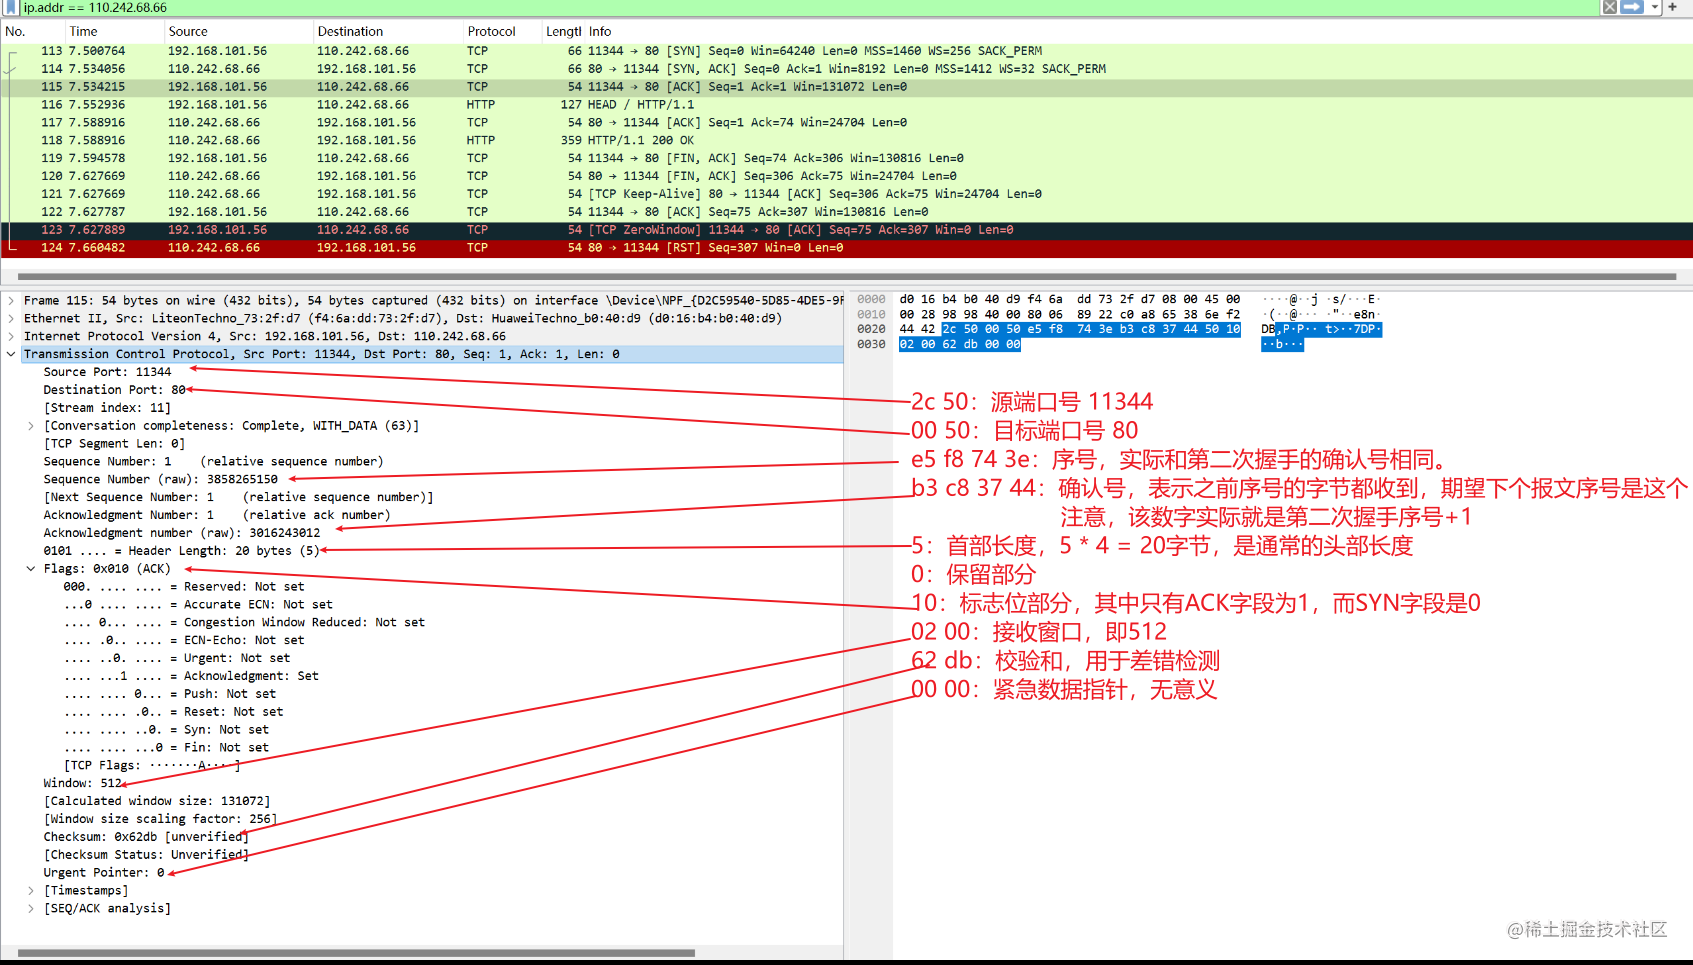 ip.addr == 110.242.68.66
No. Time Source Destination Protocol Lengtl Info
113 7.500764 192.168.101.56 110.242.68.66 TCP 66 11344 → 80 [SYN] Seq=0 Win=64240 Len=0 MSS=1460 WS=256 SACK_PERM
114 7.534056 110.242.68.66 192.168.101.56 TCP 66 80 → 11344 [SYN, ACK] Seq=0 Ack=1 Win=8192 Len=0 MSS=1412 WS=32 SACK_PERM
115 7.534215 192.168.101.56 110.242.68.66 TCP 54 11344 → 80 [ACK] Seq=1 Ack=1 Win=131072 Len=0
116 7.552936 192.168.101.56 110.242.68.66 HTTP 127 HEAD / HTTP/1.1
117 7.588916 110.242.68.66 192.168.101.56 TCP 54 80 → 11344 [ACK] Seq=1 Ack=74 Win=24704 Len=0
118 7.588916 110.242.68.66 192.168.101.56 HTTP 359 HTTP/1.1 200 OK
119 7.594578 192.168.101.56 110.242.68.66 TCP 54 11344 → 80 [FIN, ACK] Seq=74 Ack=306 Win=130816 Len=0
120 7.627669 110.242.68.66 192.168.101.56 TCP 54 80 → 11344 [FIN, ACK] Seq=306 Ack=75 Win=24704 Len=0
121 7.627669 110.242.68.66 192.168.101.56 TCP 54 [TCP Keep-Alive] 80 → 11344 [ACK] Seq=306 Ack=75 Win=24704 Len=0
122 7.627787 192.168.101.56 110.242.68.66 TCP 54 11344 → 80 [ACK] Seq=75 Ack=307 Win=130816 Len=0
123 7.627889 192.168.101.56 110.242.68.66 TCP 54 [TCP ZeroWindow] 11344 → 80 [ACK] Seq=75 Ack=307 Win=0 Len=0
124 7.660482 110.242.68.66 192.168.101.56 TCP 54 80 → 11344 [RST] Seq=307 Win=0 Len=0
Frame 115: 54 bytes on wire (432 bits), 54 bytes captured (432 bits) on interface \Device\NPF_{D2C59540-5D85-4DE5-9F
Ethernet II, Src: LiteonTechno_73:2f:d7 (f4:6a:dd:73:2f:d7), Dst: HuaweiTechno_b0:40:d9 (d0:16:b4:b0:40:d9)
Internet Protocol Version 4, Src: 192.168.101.56, Dst: 110.242.68.66
Transmission Control Protocol, Src Port: 11344, Dst Port: 80, Seq: 1, Ack: 1, Len: 0
Source Port: 11344
Destination Port: 80
[Stream index: 11]
[Conversation completeness: Complete, WITH_DATA (63)]
[TCP Segment Len: 0]
Sequence Number: 1 (relative sequence number)
Sequence Number (raw): 3858265150
[Next Sequence Number: 1 (relative sequence number)]
Acknowledgment Number: 1 (relative ack number)
Acknowledgment number (raw): 3016243012
0101 .... = Header Length: 20 bytes (5)
Flags: 0x010 (ACK)
000. .... .... = Reserved: Not set
...0 .... .... = Accurate ECN: Not set
.... 0... .... = Congestion Window Reduced: Not set
.... .0.. .... = ECN-Echo: Not set
.... ..0. .... = Urgent: Not set
.... ...1 .... = Acknowledgment: Set
.... .... 0... = Push: Not set
.... .... .0.. = Reset: Not set
.... .... ..0. = Syn: Not set
.... .... ...0 = Fin: Not set
[TCP Flags: ·······A····]
Window: 512
[Calculated window size: 131072]
[Window size scaling factor: 256]
Checksum: 0x62db [unverified]
[Checksum Status: Unverified]
Urgent Pointer: 0
[Timestamps]
[SEQ/ACK analysis]
0000 d0 16 b4 b0 40 d9 f4 6a dd 73 2f d7 08 00 45 00 ····@··j ·s/···E·
0010 00 28 98 98 40 00 80 06 89 22 c0 a8 65 38 6e f2 ·(··@··· ·"··e8n·
0020 44 42 2c 50 00 50 e5 f8 74 3e b3 c8 37 44 50 10 DB,P·P·· t>··7DP·
0030 02 00 62 db 00 00 ··b···
2c 50：源端口号 11344
00 50：目标端口号 80
e5 f8 74 3e：序号，实际和第二次握手的确认号相同。
b3 c8 37 44：确认号，表示之前序号的字节都收到，期望下个报文序号是这个
注意，该数字实际就是第二次握手序号+1
5：首部长度，5 * 4 = 20字节，是通常的头部长度
0：保留部分
10：标志位部分，其中只有ACK字段为1，而SYN字段是0
02 00：接收窗口，即512
62 db：校验和，用于差错检测
00 00：紧急数据指针，无意义
@稀土掘金技术社区